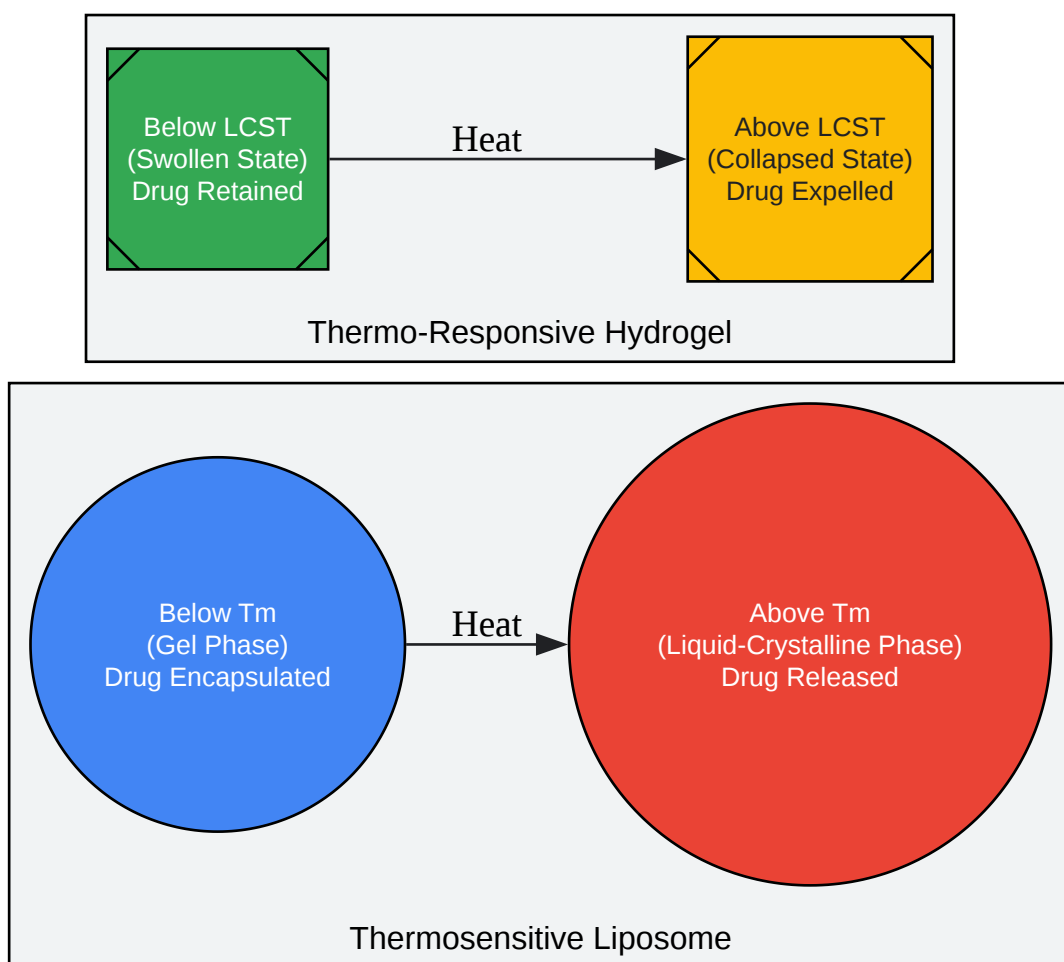 Below LCST
(Swollen State)
Drug Retained
Heat
Above LCST
(Collapsed State)
Drug Expelled
Thermo-Responsive Hydrogel
Below Tm
(Gel Phase)
Drug Encapsulated
Heat
Above Tm
(Liquid-Crystalline Phase)
Drug Released
Thermosensitive Liposome